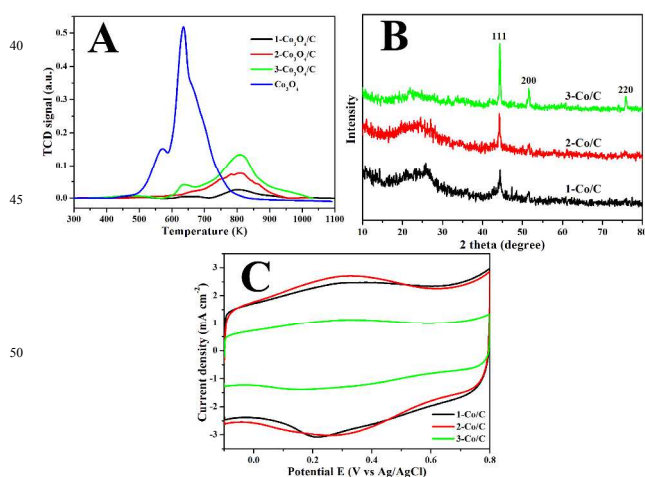 40
45
50
A
TCD signal (a.u.)
0.5
0.4
0.3
0.2
0.1
0.0
300 400 500 600 700 800 900 1000 1100
Temperature (K)
1-Co₃O₄/C
2-Co₃O₄/C
3-Co₃O₄/C
Co₃O₄
B
Intensity
111
200
220
3-Co/C
2-Co/C
1-Co/C
10 20 30 40 50 60 70 80
2 theta (degree)
C
Current density (mA cm⁻²)
3
2
1
0
-1
-2
-3
0.0 0.2 0.4 0.6 0.8
Potential E (V vs Ag/AgCl)
1-Co/C
2-Co/C
3-Co/C